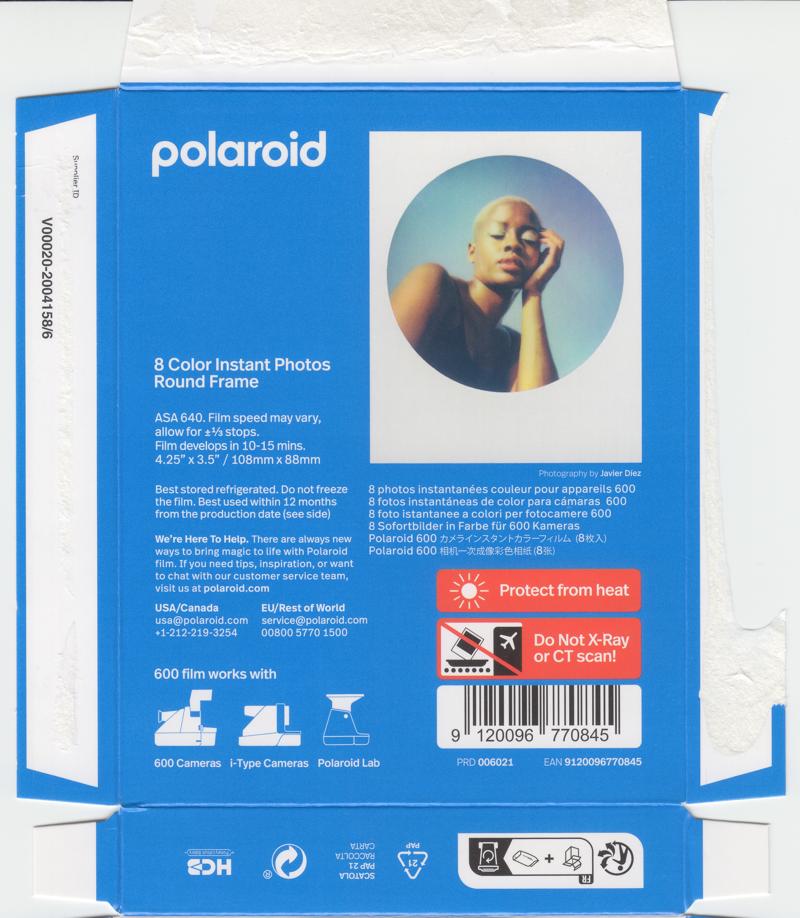 polaroid
8 Color Instant Photos
Round Frame
ASA 640. Film speed may vary,
allow for ±⅓ stops.
Film develops in 10-15 mins.
4.25” x 3.5” / 108mm x 88mm
Best stored refrigerated. Do not freeze
the film. Best used within 12 months
from the production date (see side)
We’re Here To Help. There are always new
ways to bring magic to life with Polaroid
film. If you need tips, inspiration, or want
to chat with our customer service team,
visit us at polaroid.com
USA/Canada
usa@polaroid.com
+1-212-219-3254
EU/Rest of World
service@polaroid.com
00800 5770 1500
600 film works with
600 Cameras
i-Type Cameras
Polaroid Lab
Photography by Javier Díez
8 photos instantanées couleur pour appareils 600
8 fotos instantáneas de color para cámaras 600
8 foto istantanee a colori per fotocamere 600
8 Sofortbilder in Farbe für 600 Kameras
Polaroid 600 カメラインスタントカラーフィルム (8枚入)
Polaroid 600 相机一次成像彩色相纸 (8张)
Protect from heat
Do Not X-Ray
or CT scan!
9 120096 770845
PRD 006021
EAN 9120096770845
Supplier ID
V00020-2004158/6
HCB
®
SCATOLA
PAP 21
RACCOLTA
CARTA
21
PAP
FR
+